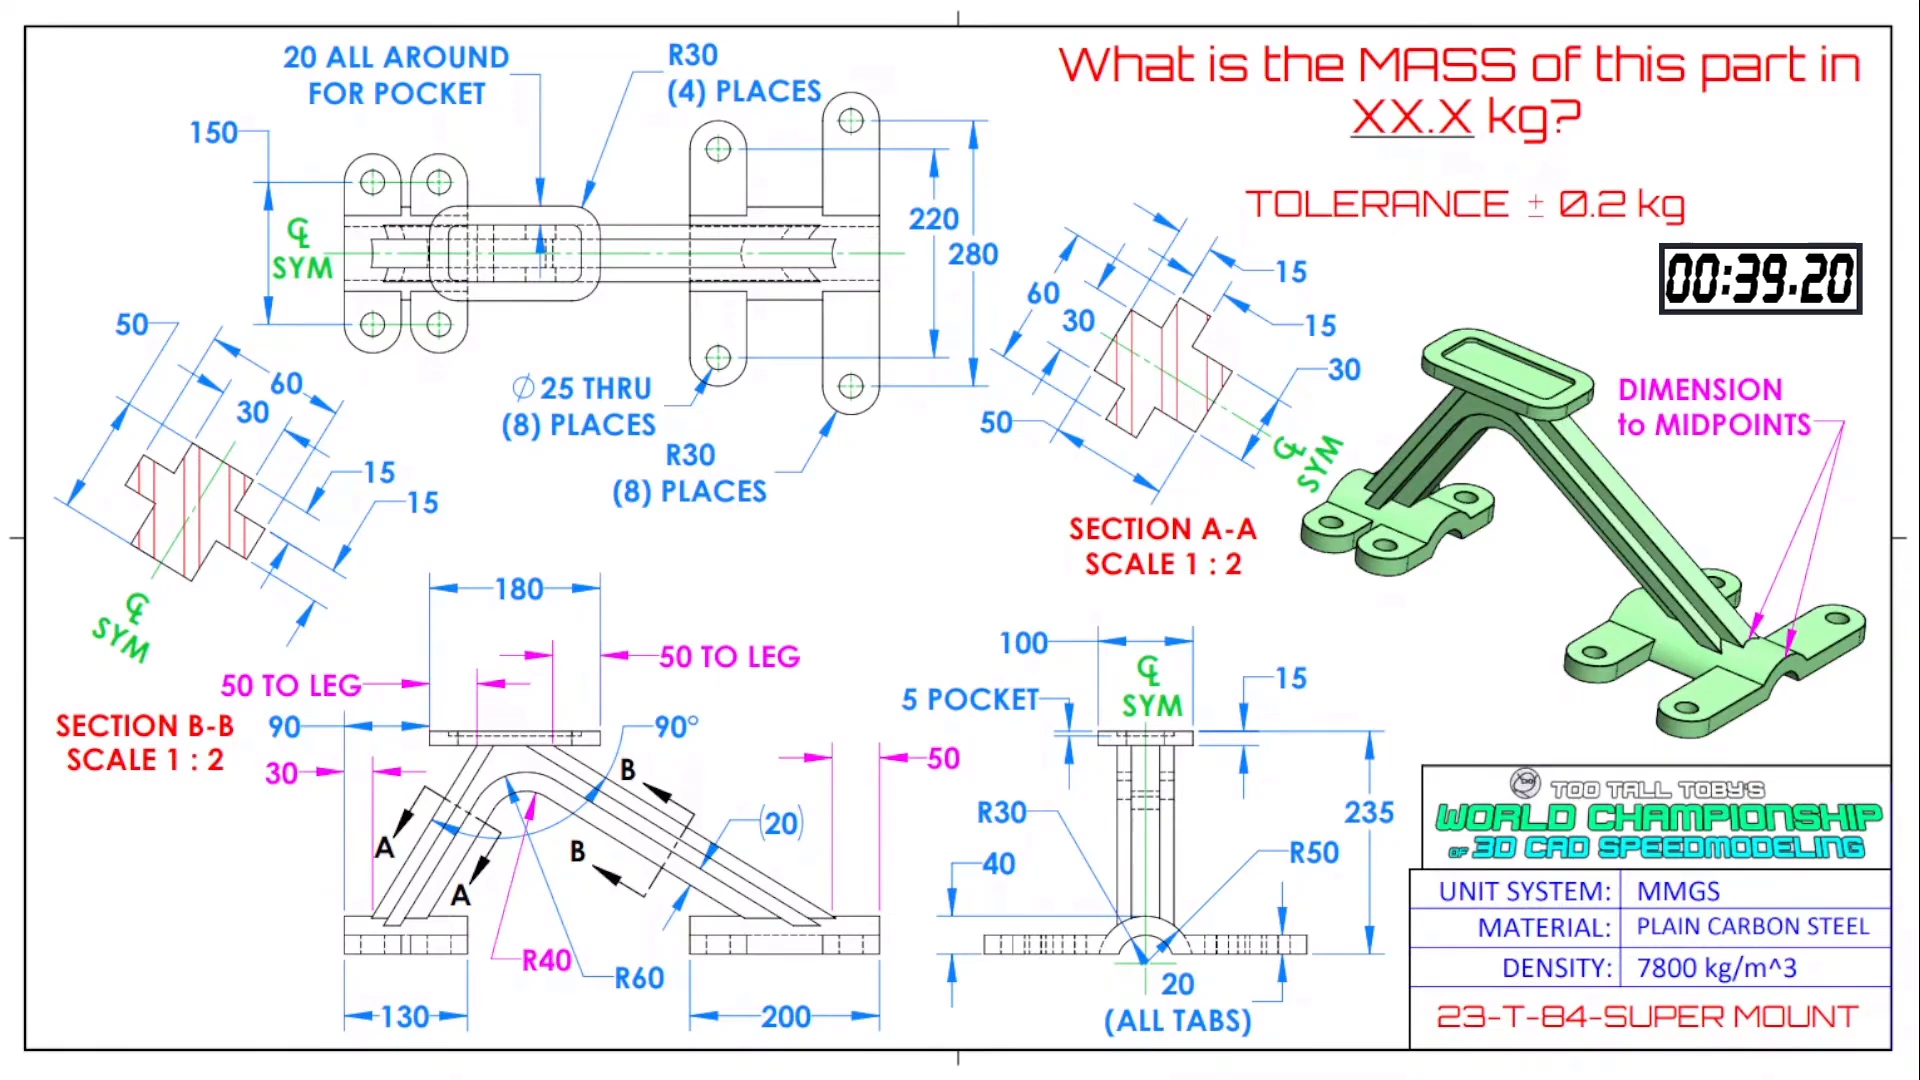 20 ALL AROUND
FOR POCKET
R30
(4) PLACES
What is the MASS of this part in
XX.X kg?
TOLERANCE ± 0.2 kg
00:39.20
150
℄
SYM
220
280
∅25 THRU
(8) PLACES
R30
(8) PLACES
50
60
30
15
15
℄
SYM
SECTION B-B
SCALE 1 : 2
60
30
50
15
15
30
℄
SYM
SECTION A-A
SCALE 1 : 2
DIMENSION
to MIDPOINTS
180
50 TO LEG
50 TO LEG
90
30
90°
50
B
B
A
A
(20)
R40
R60
130
200
100
℄
SYM
5 POCKET
15
R30
40
R50
235
20
(ALL TABS)
TOO TALL TOBY'S
WORLD CHAMPIONSHIP
OF 3D CAD SPEEDMODELING
UNIT SYSTEM: MMGS
MATERIAL: PLAIN CARBON STEEL
DENSITY: 7800 kg/m^3
23-T-84-SUPER MOUNT